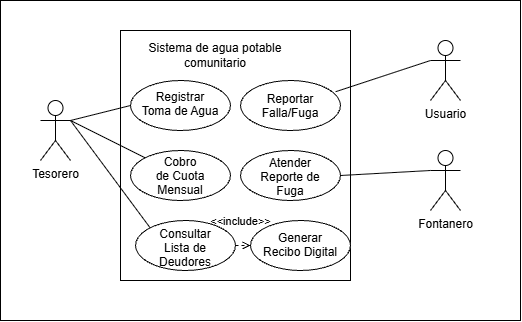 Sistema de agua potable
comunitario
Registrar
Toma de Agua
Reportar
Falla/Fuga
Usuario
Tesorero
Cobro
de Cuota
Mensual
Atender
Reporte de
Fuga
Fontanero
<<include>>
Consultar
Lista de
Deudores
Generar
Recibo Digital